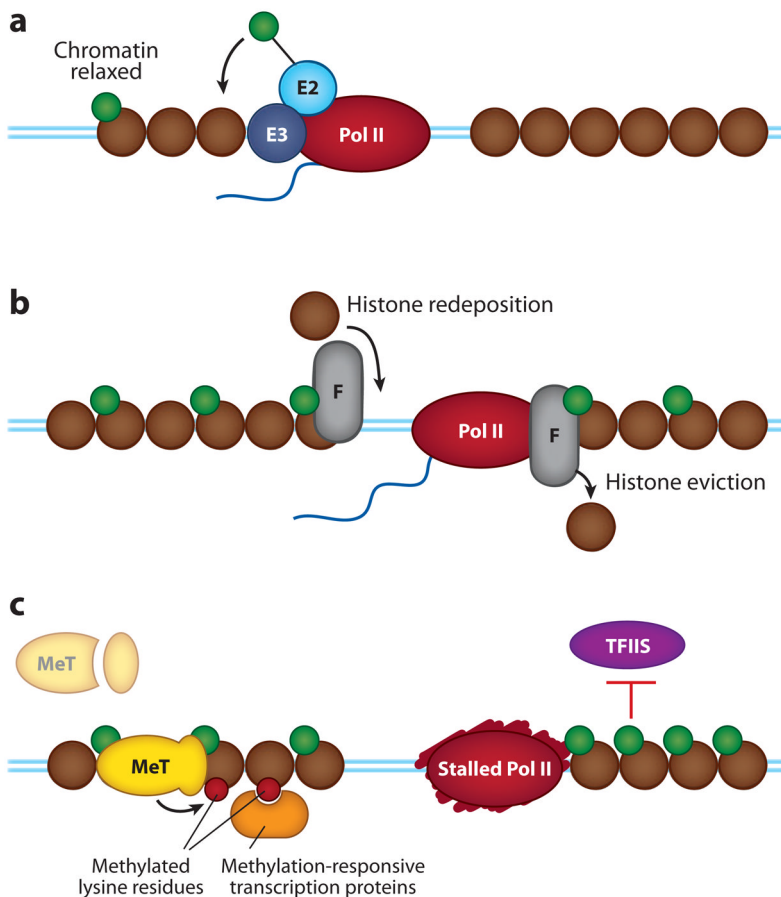 a
Chromatin
relaxed
E2
E3
Pol II
b
Histone redeposition
F
Pol II
F
Histone eviction
c
MeT
TFIIS
MeT
Stalled Pol II
Methylated
lysine residues
Methylation-responsive
transcription proteins